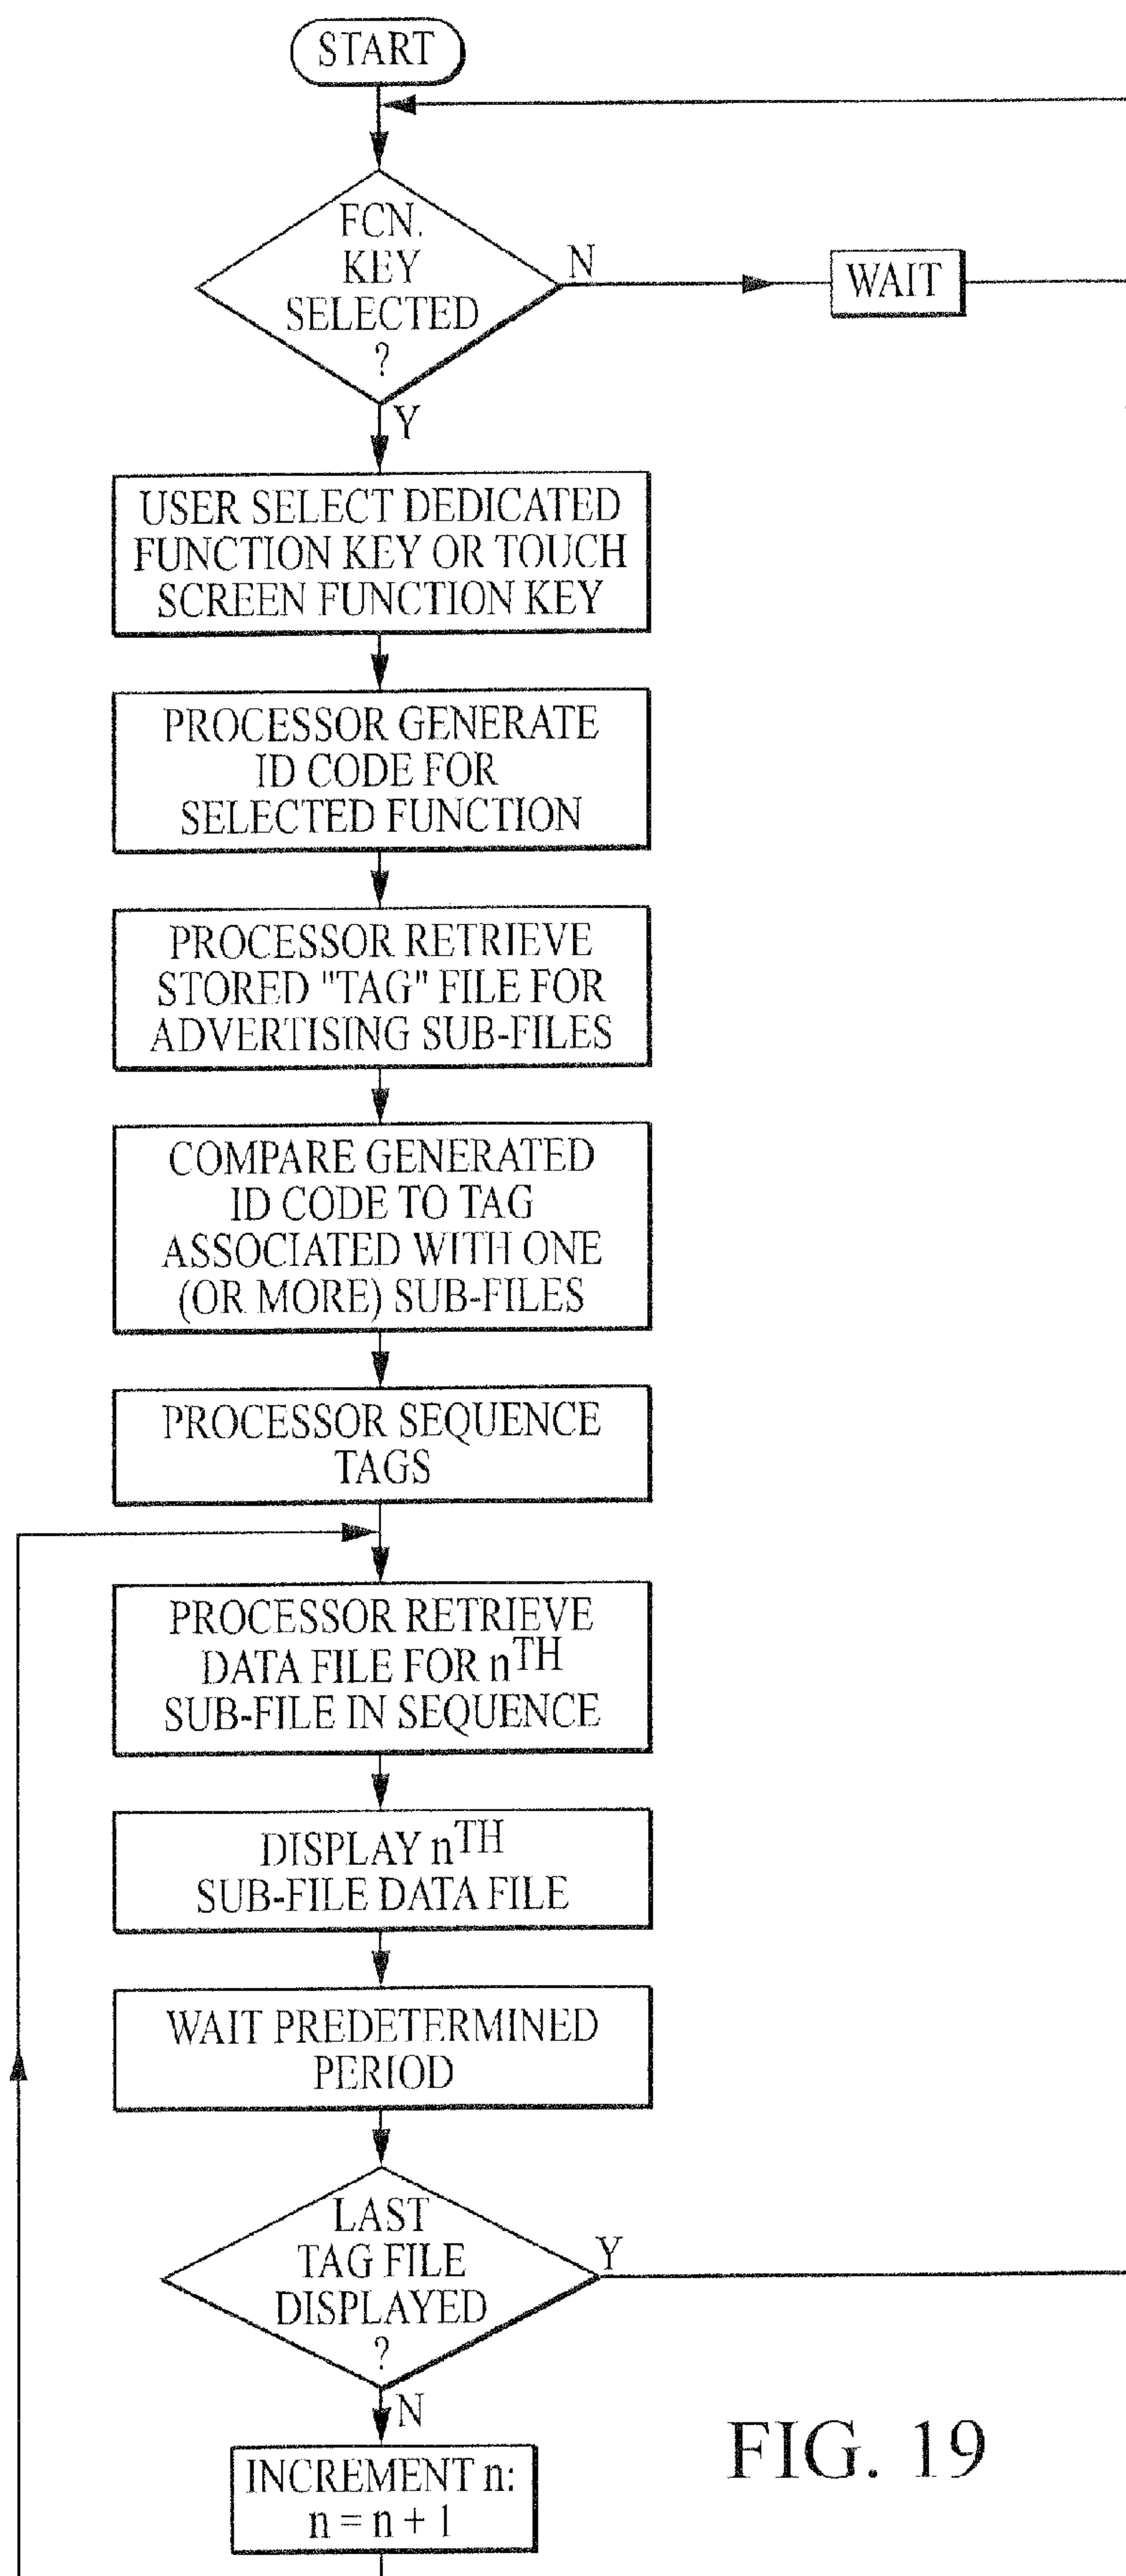 START
FCN.
KEY
SELECTED
?
N
WAIT
Y
USER SELECT DEDICATED
FUNCTION KEY OR TOUCH
SCREEN FUNCTION KEY
PROCESSOR GENERATE
ID CODE FOR
SELECTED FUNCTION
PROCESSOR RETRIEVE
STORED "TAG" FILE FOR
ADVERTISING SUB-FILES
COMPARE GENERATED
ID CODE TO TAG
ASSOCIATED WITH ONE
(OR MORE) SUB-FILES
PROCESSOR SEQUENCE
TAGS
PROCESSOR RETRIEVE
DATA FILE FOR nTH
SUB-FILE IN SEQUENCE
DISPLAY nTH
SUB-FILE DATA FILE
WAIT PREDETERMINED
PERIOD
LAST
TAG FILE
DISPLAYED
?
Y
N
INCREMENT n:
n = n + 1
FIG. 19